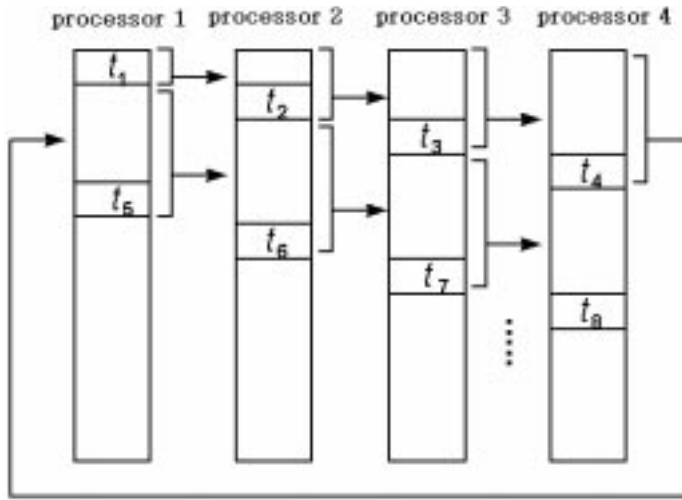 processor 1 processor 2 processor 3 processor 4
t1
t2
t3
t4
t5
t6
t7
t8